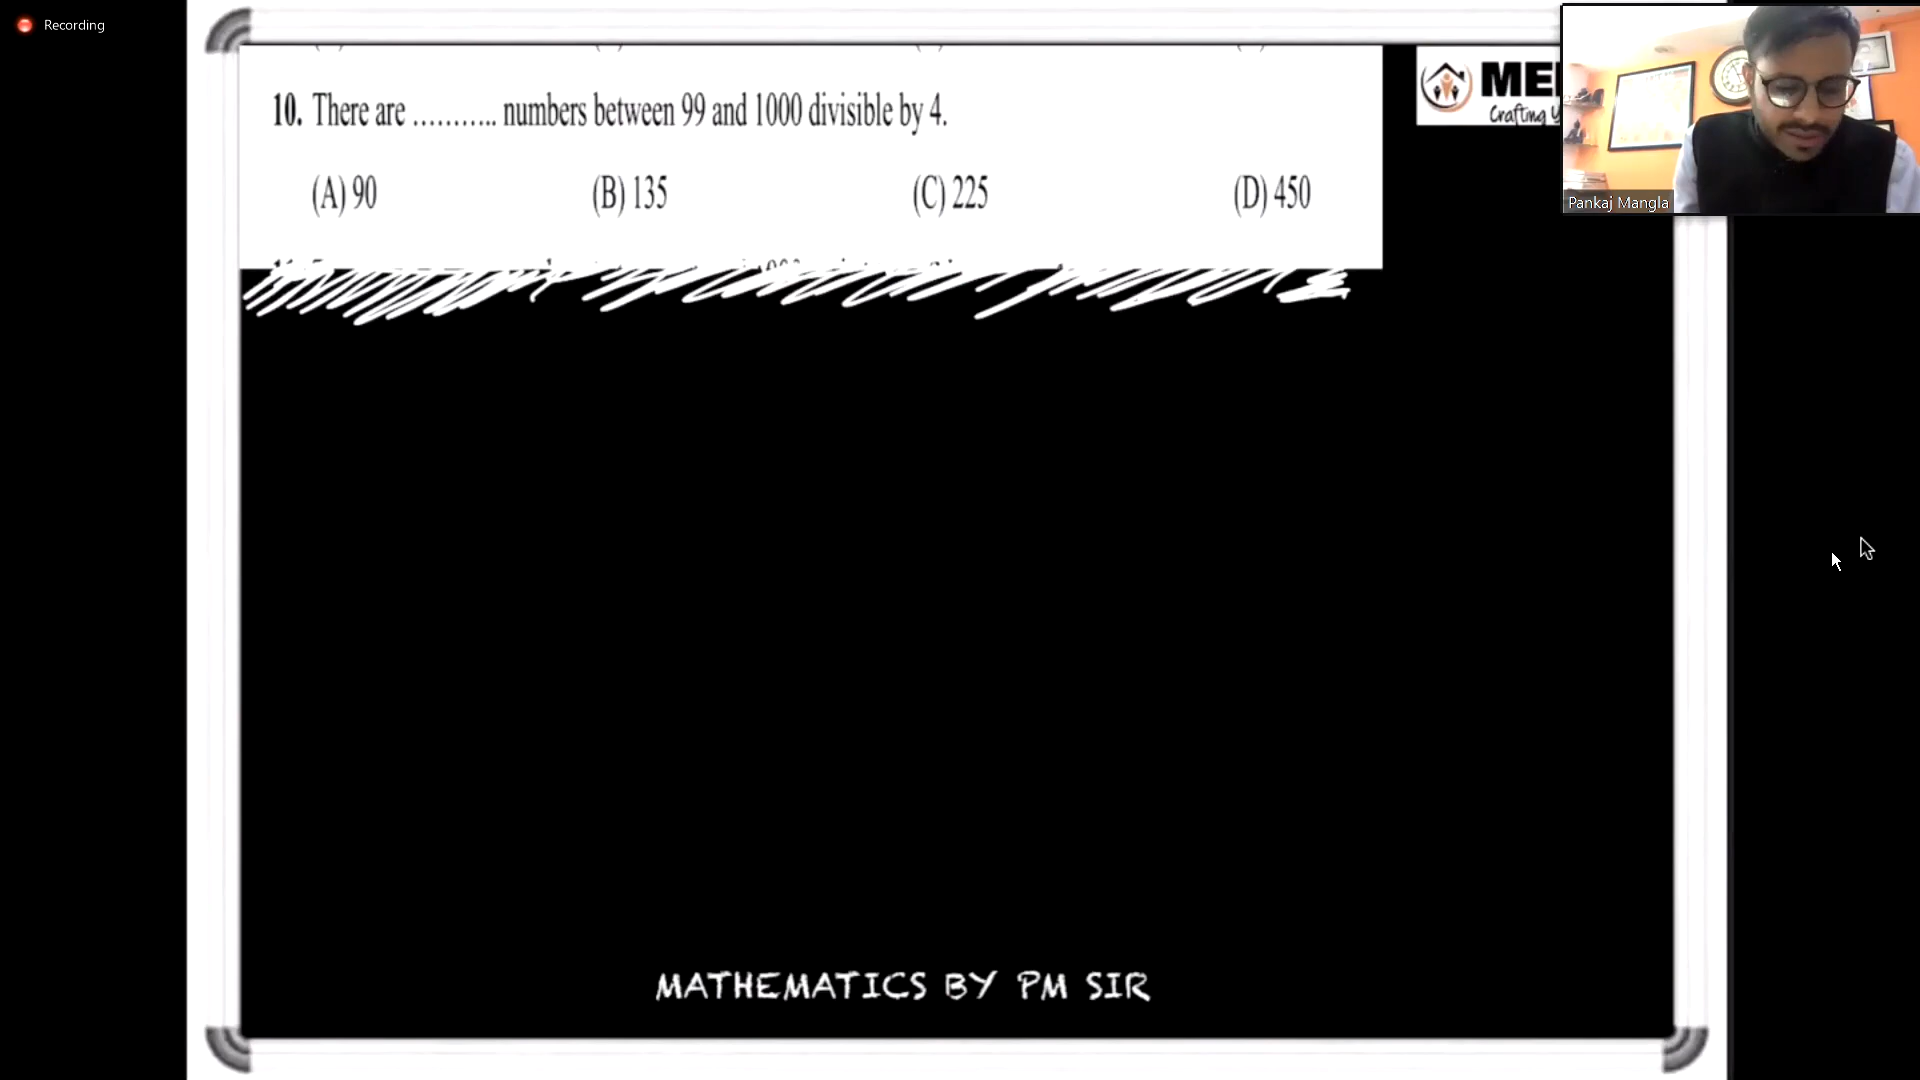 Recording
10. There are ........... numbers between 99 and 1000 divisible by 4.
(A) 90 (B) 135 (C) 225 (D) 450
Crafting
Pankaj Mangla
MATHEMATICS BY PM SIR